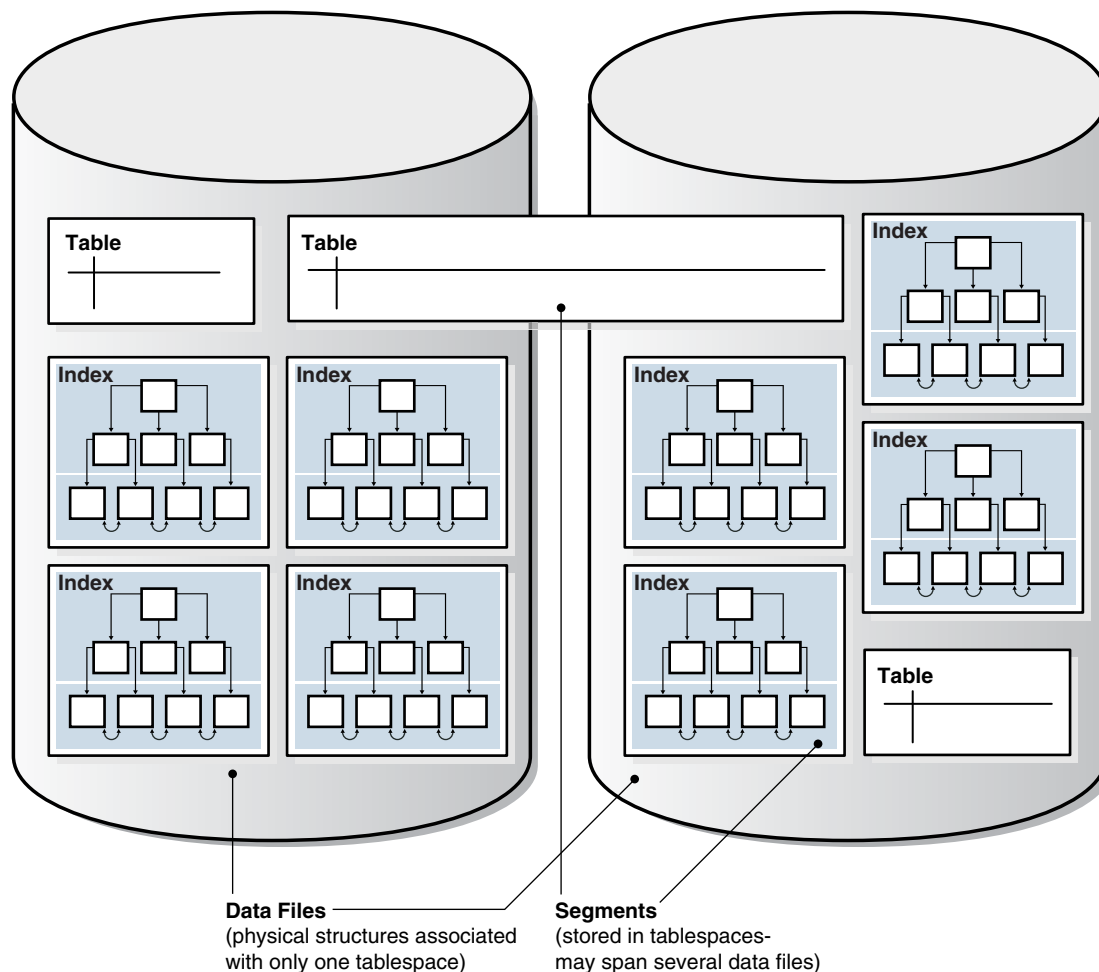 Table
Table
Index
Index
Index
Index
Index
Index
Index
Index
Table
Data Files
(physical structures associated
with only one tablespace)
Segments
(stored in tablespaces-
may span several data files)